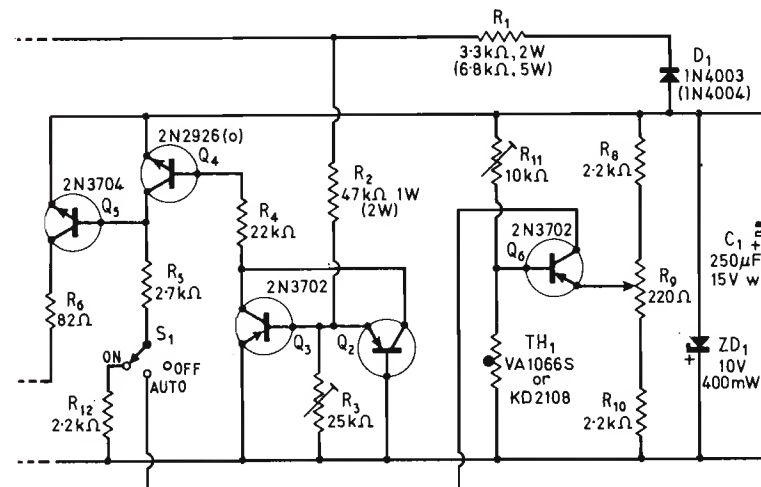 R1
3·3kΩ, 2W
(6·8kΩ, 5W)
D1
1N4003
(1N4004)
2N2926(o)
Q4
2N3704
Q5
R4
22kΩ
R2
47kΩ 1W
(2W)
R11
10kΩ
R8
2·2kΩ
2N3702
Q6
C1
+
250μF
15V w
R5
2·7kΩ
R6
82Ω
S1
ON
OFF
AUTO
R12
2·2kΩ
2N3702
Q3
Q2
R3
25kΩ
TH1
VA1066S
or
KD2108
R9
220Ω
R10
2·2kΩ
ZD1
+
10V
400mW